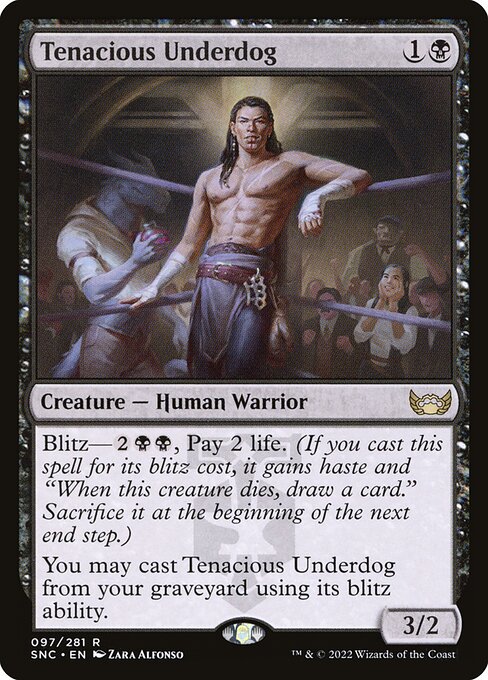 Tenacious Underdog 1
Creature — Human Warrior
Blitz—2, Pay 2 life. (If you cast this
spell for its blitz cost, it gains haste and
“When this creature dies, draw a card.”
Sacrifice it at the beginning of the next
end step.)
You may cast Tenacious Underdog
from your graveyard using its blitz
ability.
3/2
097/281 R
SNC • EN Zara Alfonso
™ & © 2022 Wizards of the Coast